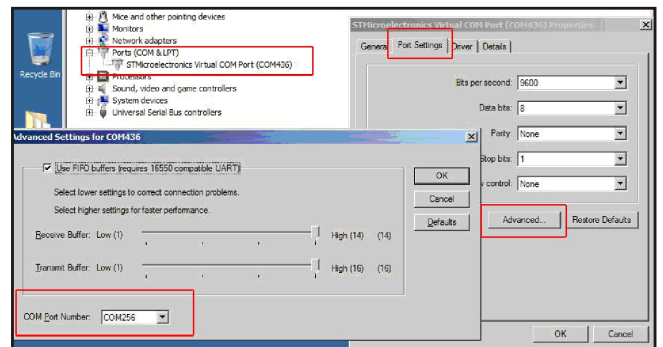 Mice and other pointing devices
Monitors
Network adapters
Ports (COM & LPT)
STMicroelectronics Virtual COM Port (COM436)
Processors
Sound, video and game controllers
System devices
Universal Serial Bus controllers
Recycle Bin
STMicroelectronics Virtual COM Port (COM436) Properties
General Port Settings Driver Details
Bits per second: 9600
Data bits: 8
Parity None
Stop bits: 1
control: None
Advanced... Restore Defaults
OK Cancel
Advanced Settings for COM436
Use FIFO buffers (requires 16550 compatible UART)
Select lower settings to correct connection problems.
Select higher settings for faster performance.
Receive Buffer: Low (1) High (14) (14)
Transmit Buffer: Low (1) High (16) (16)
COM Port Number: COM256
OK
Cancel
Defaults